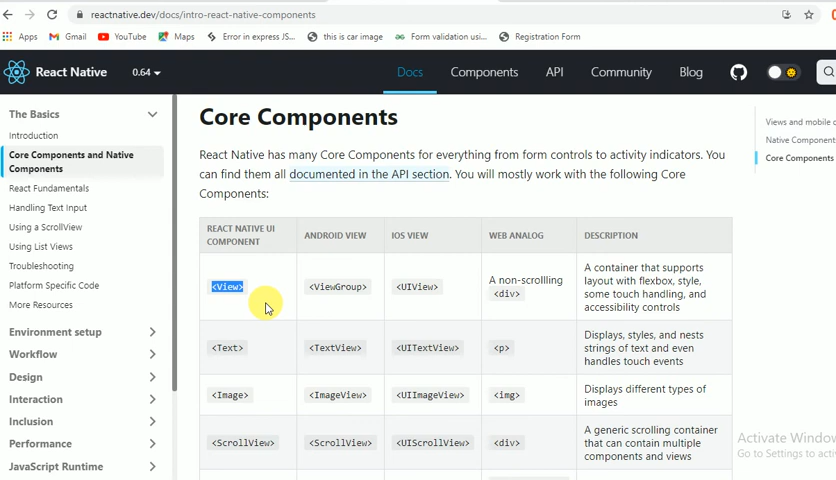 reactnative.dev/docs/intro-react-native-components
Apps Gmail YouTube Maps Error in express JS... this is car image Form validation usin... Registration Form
React Native 0.64 Docs Components API Community Blog
The Basics
Introduction
Core Components and Native
Components
React Fundamentals
Handling Text Input
Using a ScrollView
Using List Views
Troubleshooting
Platform Specific Code
More Resources
Environment setup
Workflow
Design
Interaction
Inclusion
Performance
JavaScript Runtime
Core Components
React Native has many Core Components for everything from form controls to activity indicators. You
can find them all documented in the API section. You will mostly work with the following Core
Components:
REACT NATIVE UI
COMPONENT
ANDROID VIEW
IOS VIEW
WEB ANALOG
DESCRIPTION
<View>
<ViewGroup>
<UIView>
A non-scrollling
<div>
A container that supports
layout with flexbox, style,
some touch handling, and
accessibility controls
<Text>
<TextView>
<UITextView>
<p>
Displays, styles, and nests
strings of text and even
handles touch events
<Image>
<ImageView>
<UIImageView>
<img>
Displays different types of
images
<ScrollView>
<ScrollView>
<UIScrollView>
<div>
A generic scrolling container
that can contain multiple
components and views
Views and mobile
Native Components
Core Components
Activate Window
Go to Settings to acti